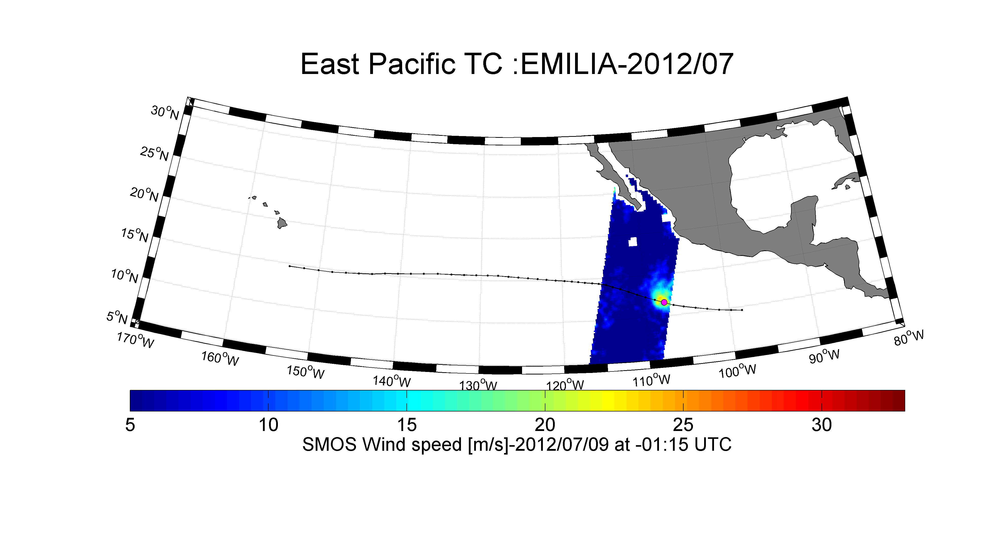 East Pacific TC :EMILIA-2012/07
30°N
25°N
20°N
15°N
10°N
5°N
170°W
160°W
150°W
140°W
130°W
120°W
110°W
100°W
90°W
80°W
5 10 15 20 25 30
SMOS Wind speed [m/s]-2012/07/09 at -01:15 UTC